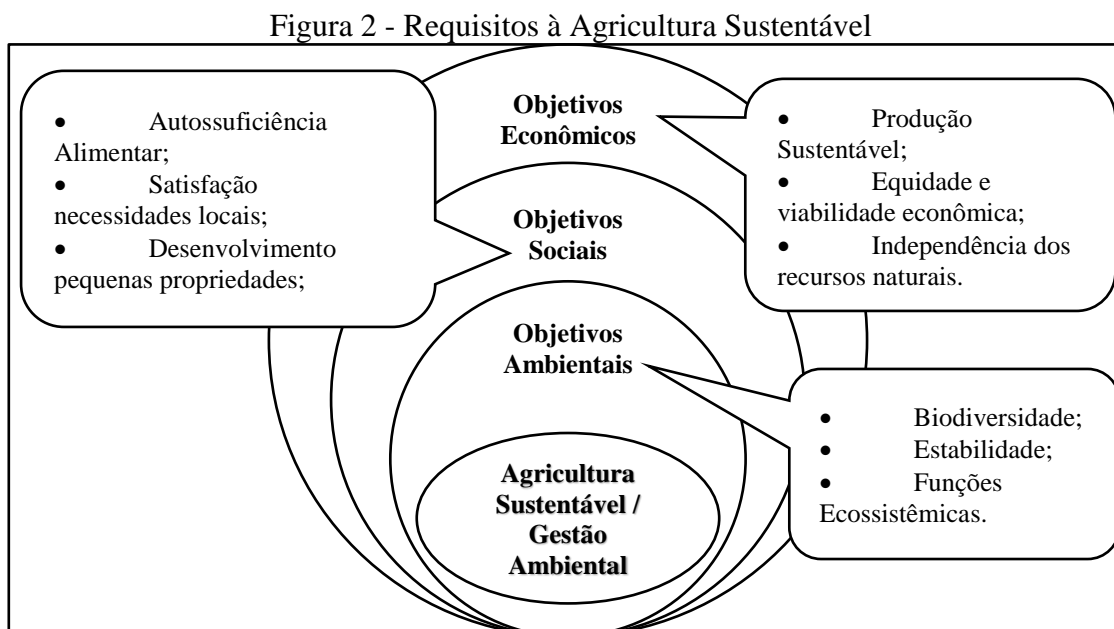 Figura 2 - Requisitos à Agricultura Sustentável
• Autossuficiência
Alimentar;
• Satisfação
necessidades locais;
• Desenvolvimento
pequenas propriedades;
Objetivos
Econômicos
• Produção
Sustentável;
• Equidade e
viabilidade econômica;
• Independência dos
recursos naturais.
Objetivos
Sociais
Objetivos
Ambientais
• Biodiversidade;
• Estabilidade;
• Funções
Ecossistêmicas.
Agricultura
Sustentável /
Gestão
Ambiental